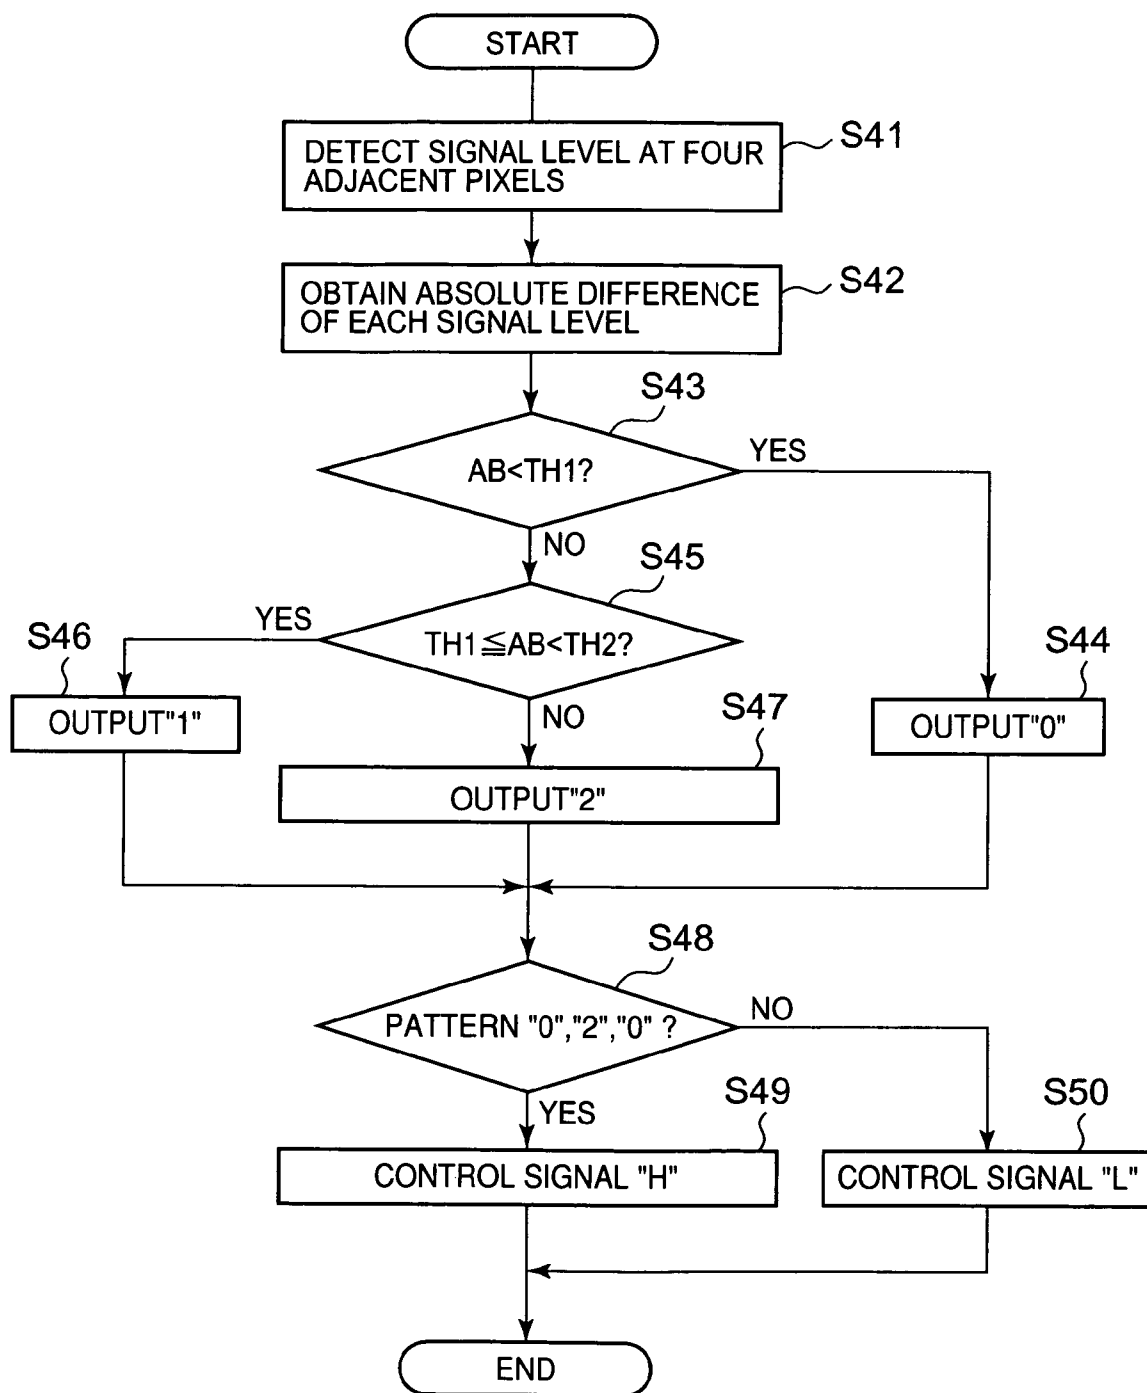 START
S41
DETECT SIGNAL LEVEL AT FOUR
ADJACENT PIXELS
S42
OBTAIN ABSOLUTE DIFFERENCE
OF EACH SIGNAL LEVEL
S43
AB<TH1?
YES
NO
S45
YES
TH1≦AB<TH2?
S46
S44
OUTPUT"1"
NO
S47
OUTPUT"0"
OUTPUT"2"
S48
PATTERN "0","2","0" ?
NO
YES
S49
S50
CONTROL SIGNAL "H"
CONTROL SIGNAL "L"
END